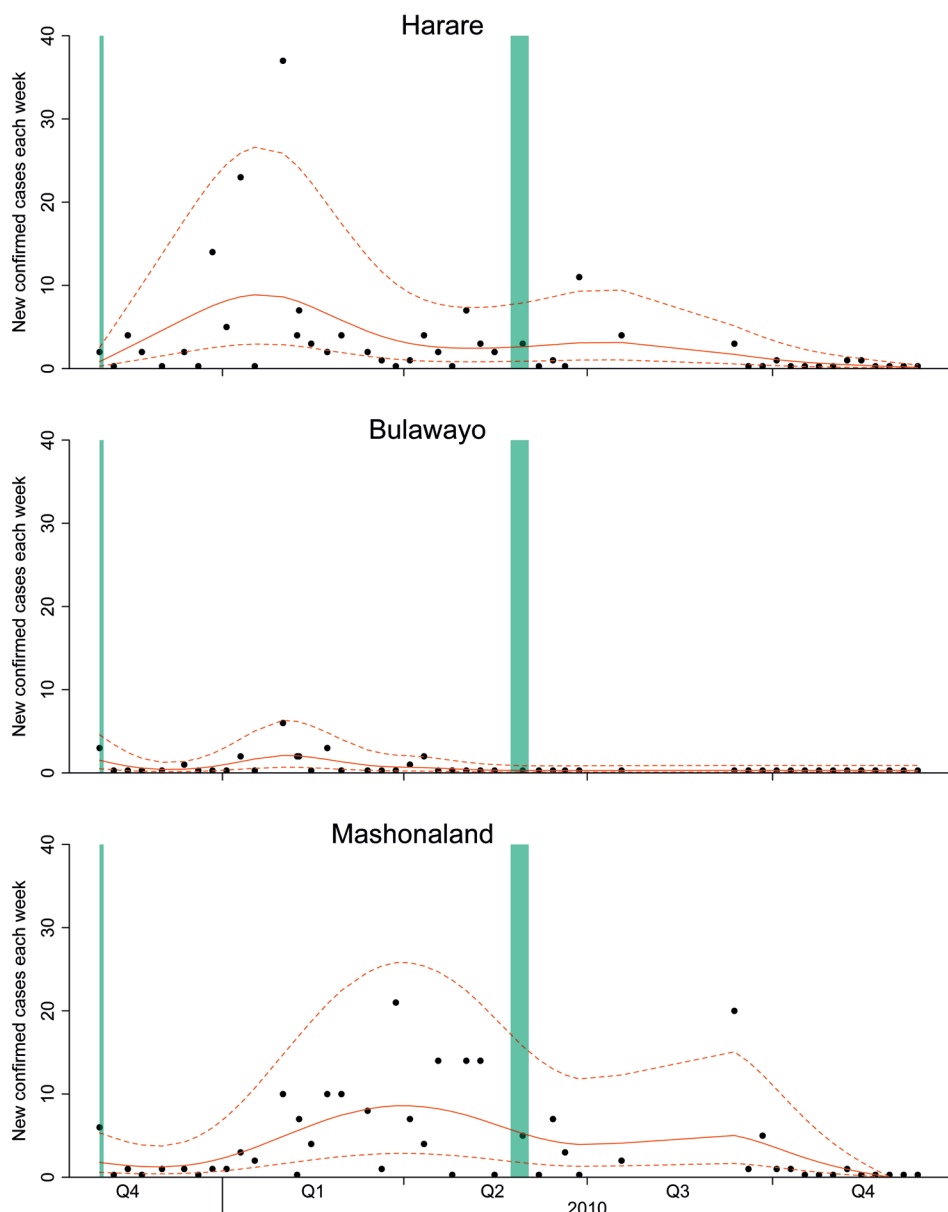 Harare
New confirmed cases each week
0 10 20 30 40
Bulawayo
New confirmed cases each week
0 10 20 30 40
Mashonaland
New confirmed cases each week
0 10 20 30 40
Q4 Q1 Q2 Q3 Q4
2010